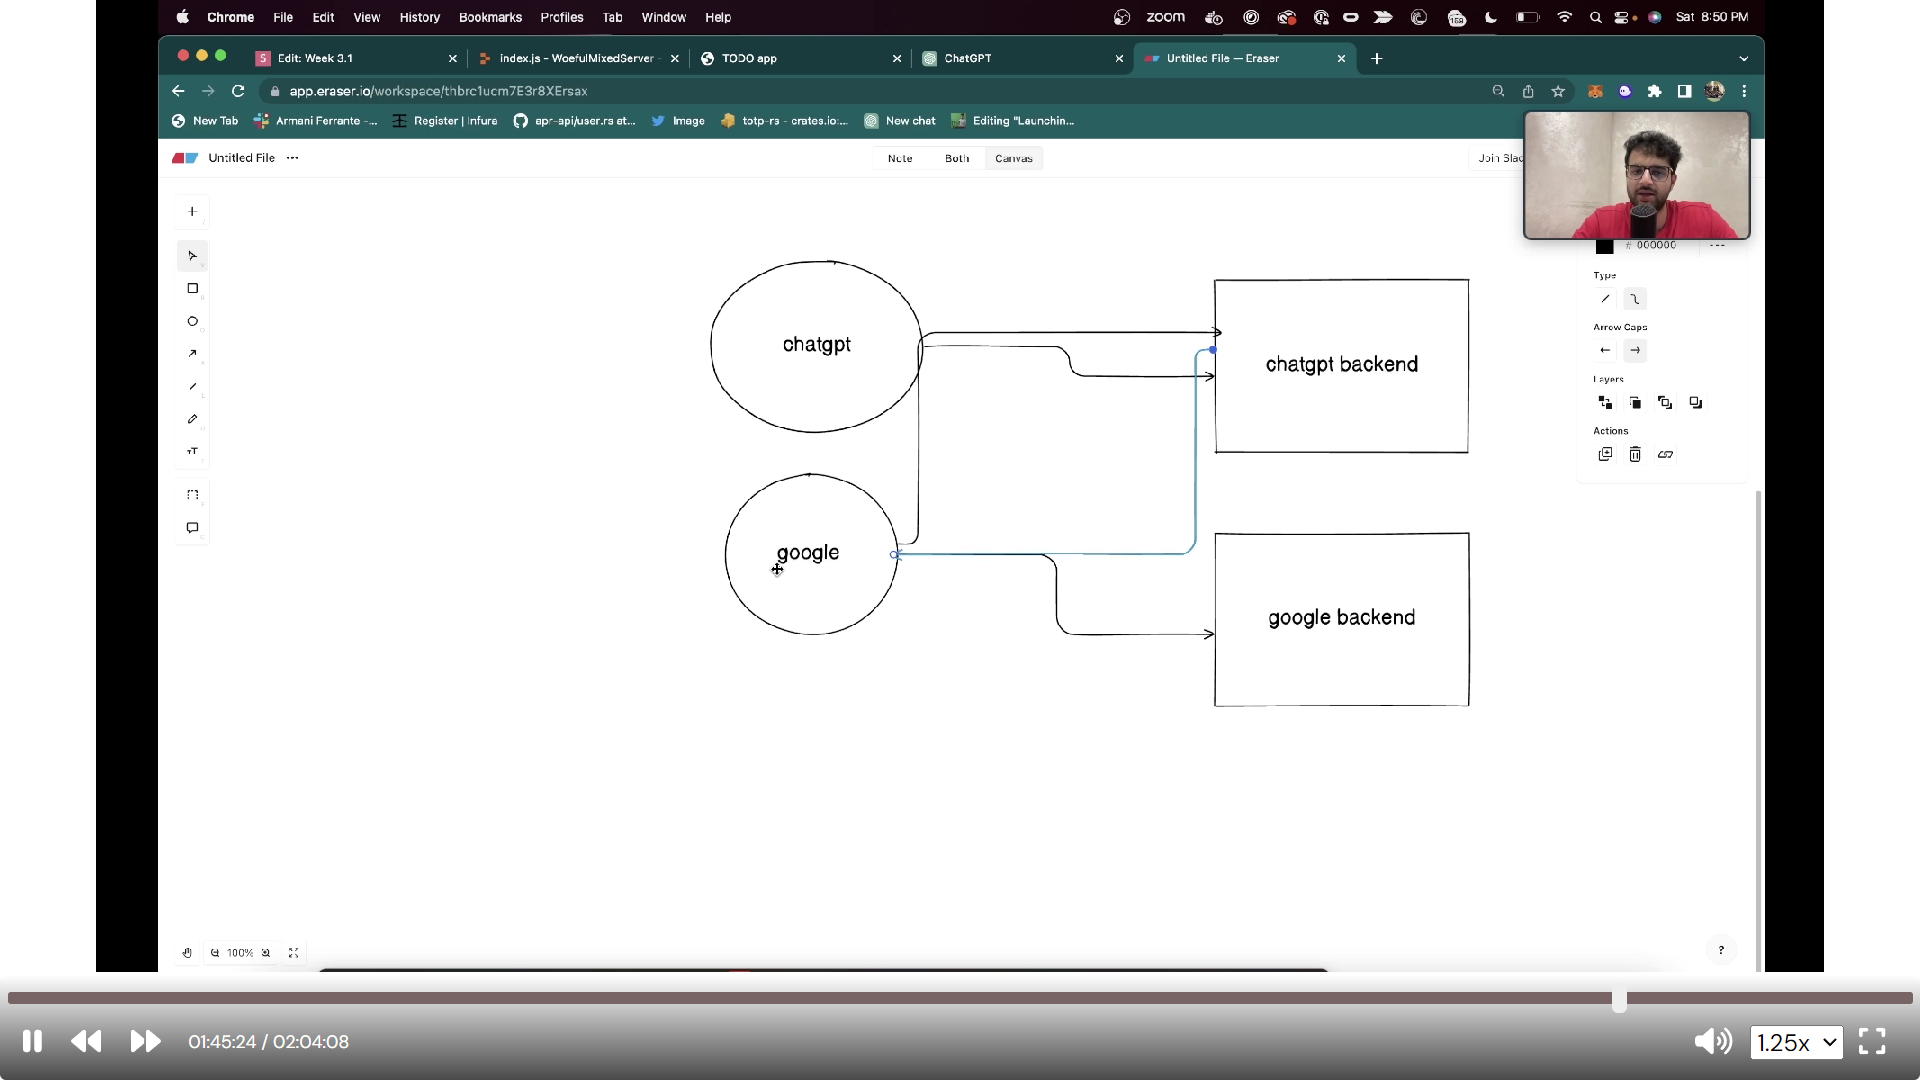 Chrome File Edit View History Bookmarks Profiles Tab Window Help
zoom
159
Sat 8:50 PM
S Edit: Week 3.1
index.js - WoefulMixedServer -
TODO app
ChatGPT
Untitled File — Eraser
app.eraser.io/workspace/thbrc1ucm7E3r8XErsax
New Tab
Armani Ferrante -...
Register | Infura
apr-api/user.rs at...
Image
totp-rs - crates.io:...
New chat
Editing "Launchin...
Untitled File ...
Note Both Canvas
Join Slac
# 000000
Type
Arrow Caps
Layers
Actions
chatgpt
chatgpt backend
google
google backend
TT
100%
?
01:45:24 / 02:04:08
1.25x